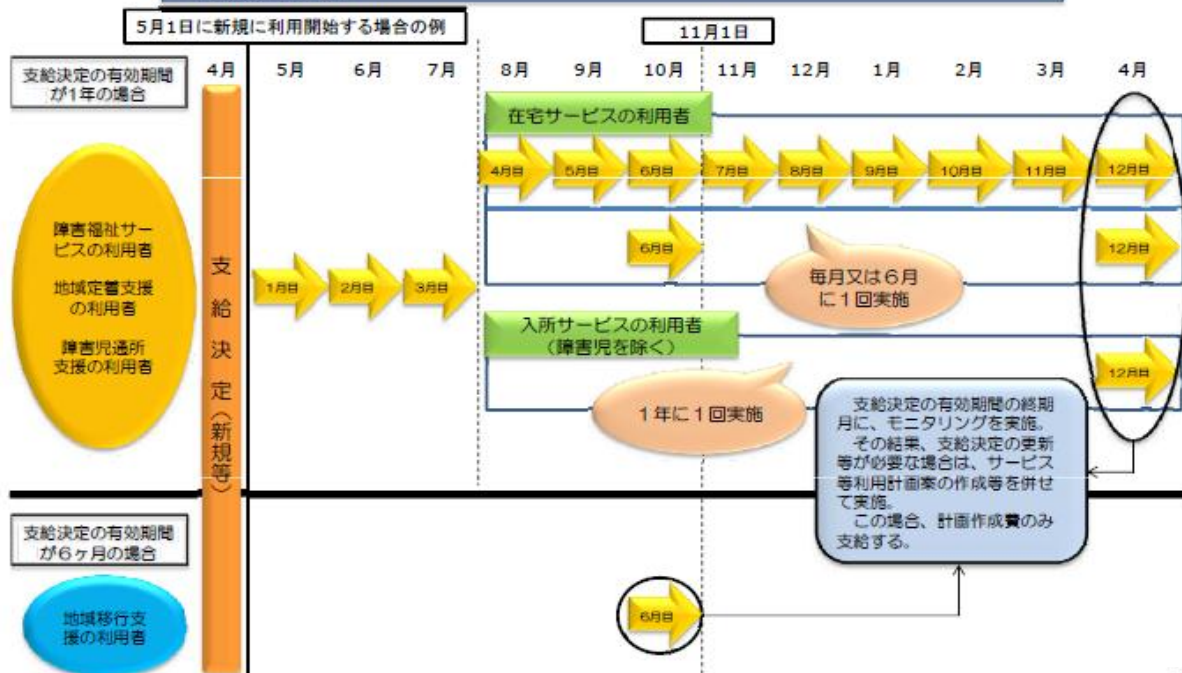 5月1日に新規に利用開始する場合の例
11月1日
支給決定の有効期間
が1年の場合
4月
5月
6月
7月
8月
9月
10月
11月
12月
1月
2月
3月
4月
在宅サービスの利用者
4月目
5月目
6月目
7月目
8月目
9月目
10月目
11月目
12月目
障害福祉サー
ビスの利用者
地域定着支援
の利用者
障害児通所
支援の利用者
支給決定（新規等）
1月目
2月目
3月目
6月目
12月目
毎月又は６月
に１回実施
入所サービスの利用者
（障害児を除く）
12月目
１年に１回実施
支給決定の有効期間の終期
月に、モニタリングを実施。
その結果、支給決定の更新
等が必要な場合は、サービス
等利用計画案の作成等を併せ
て実施。
この場合、計画作成費のみ
支給する。
支給決定の有効期間
が６ヶ月の場合
地域移行支
援の利用者
6月目